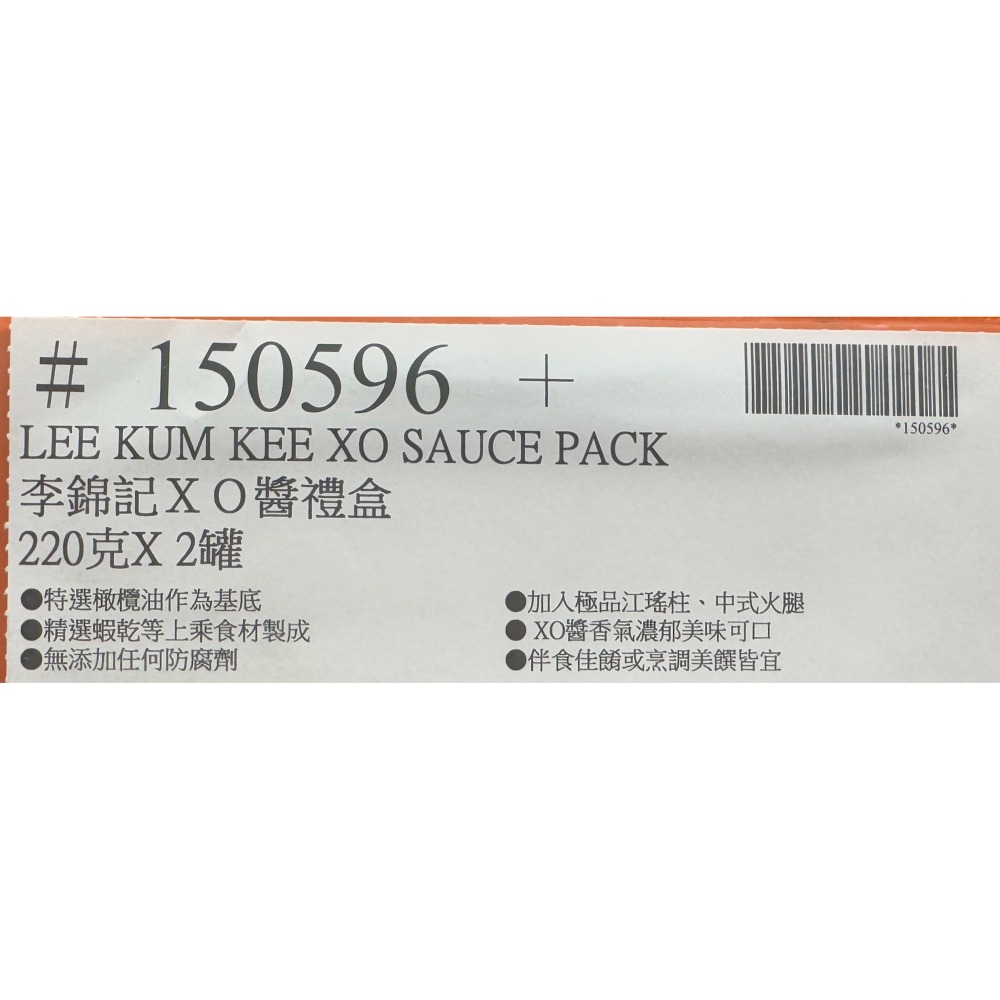 # 150596 +
*150596*
LEE KUM KEE XO SAUCE PACK
李錦記ＸＯ醬禮盒
220克X 2罐
●特選橄欖油作為基底
●精選蝦乾等上乘食材製成
●無添加任何防腐劑
●加入極品江瑤柱、中式火腿
● XO醬香氣濃郁美味可口
●伴食佳餚或烹調美饌皆宜